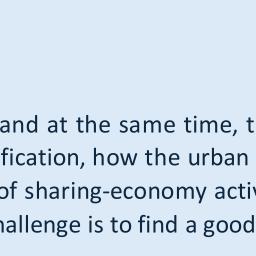 and at the same time, t
fication, how the urban
of sharing-economy activ
hallenge is to find a good